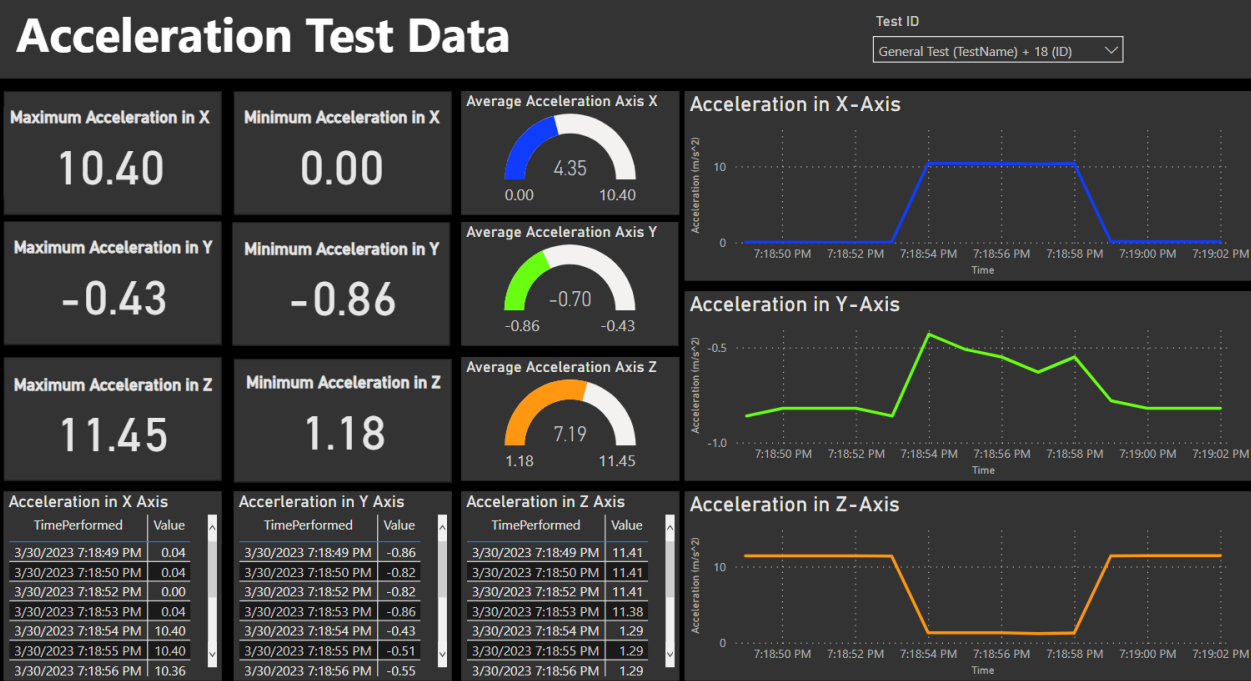 Acceleration Test Data
Test ID
General Test (TestName) + 18 (ID)
Maximum Acceleration in X
10.40
Minimum Acceleration in X
0.00
Average Acceleration Axis X
4.35
0.00 10.40
Acceleration in X-Axis
Acceleration (m/s^2)
10
0
7:18:50 PM 7:18:52 PM 7:18:54 PM 7:18:56 PM 7:18:58 PM 7:19:00 PM 7:19:02 PM
Time
Maximum Acceleration in Y
-0.43
Minimum Acceleration in Y
-0.86
Average Acceleration Axis Y
-0.70
-0.86 -0.43
Acceleration in Y-Axis
Acceleration (m/s^2)
-0.5
-1.0
7:18:50 PM 7:18:52 PM 7:18:54 PM 7:18:56 PM 7:18:58 PM 7:19:00 PM 7:19:02 PM
Time
Maximum Acceleration in Z
11.45
Minimum Acceleration in Z
1.18
Average Acceleration Axis Z
7.19
1.18 11.45
Acceleration in Z-Axis
Acceleration (m/s^2)
10
0
7:18:50 PM 7:18:52 PM 7:18:54 PM 7:18:56 PM 7:18:58 PM 7:19:00 PM 7:19:02 PM
Time
Acceleration in X Axis
TimePerformed Value
3/30/2023 7:18:49 PM 0.04
3/30/2023 7:18:50 PM 0.04
3/30/2023 7:18:52 PM 0.00
3/30/2023 7:18:53 PM 0.04
3/30/2023 7:18:54 PM 10.40
3/30/2023 7:18:55 PM 10.40
3/30/2023 7:18:56 PM 10.36
Accerleration in Y Axis
TimePerformed Value
3/30/2023 7:18:49 PM -0.86
3/30/2023 7:18:50 PM -0.82
3/30/2023 7:18:52 PM -0.82
3/30/2023 7:18:53 PM -0.86
3/30/2023 7:18:54 PM -0.43
3/30/2023 7:18:55 PM -0.51
3/30/2023 7:18:56 PM -0.55
Acceleration in Z Axis
TimePerformed Value
3/30/2023 7:18:49 PM 11.41
3/30/2023 7:18:50 PM 11.41
3/30/2023 7:18:52 PM 11.41
3/30/2023 7:18:53 PM 11.38
3/30/2023 7:18:54 PM 1.29
3/30/2023 7:18:55 PM 1.29
3/30/2023 7:18:56 PM 1.29